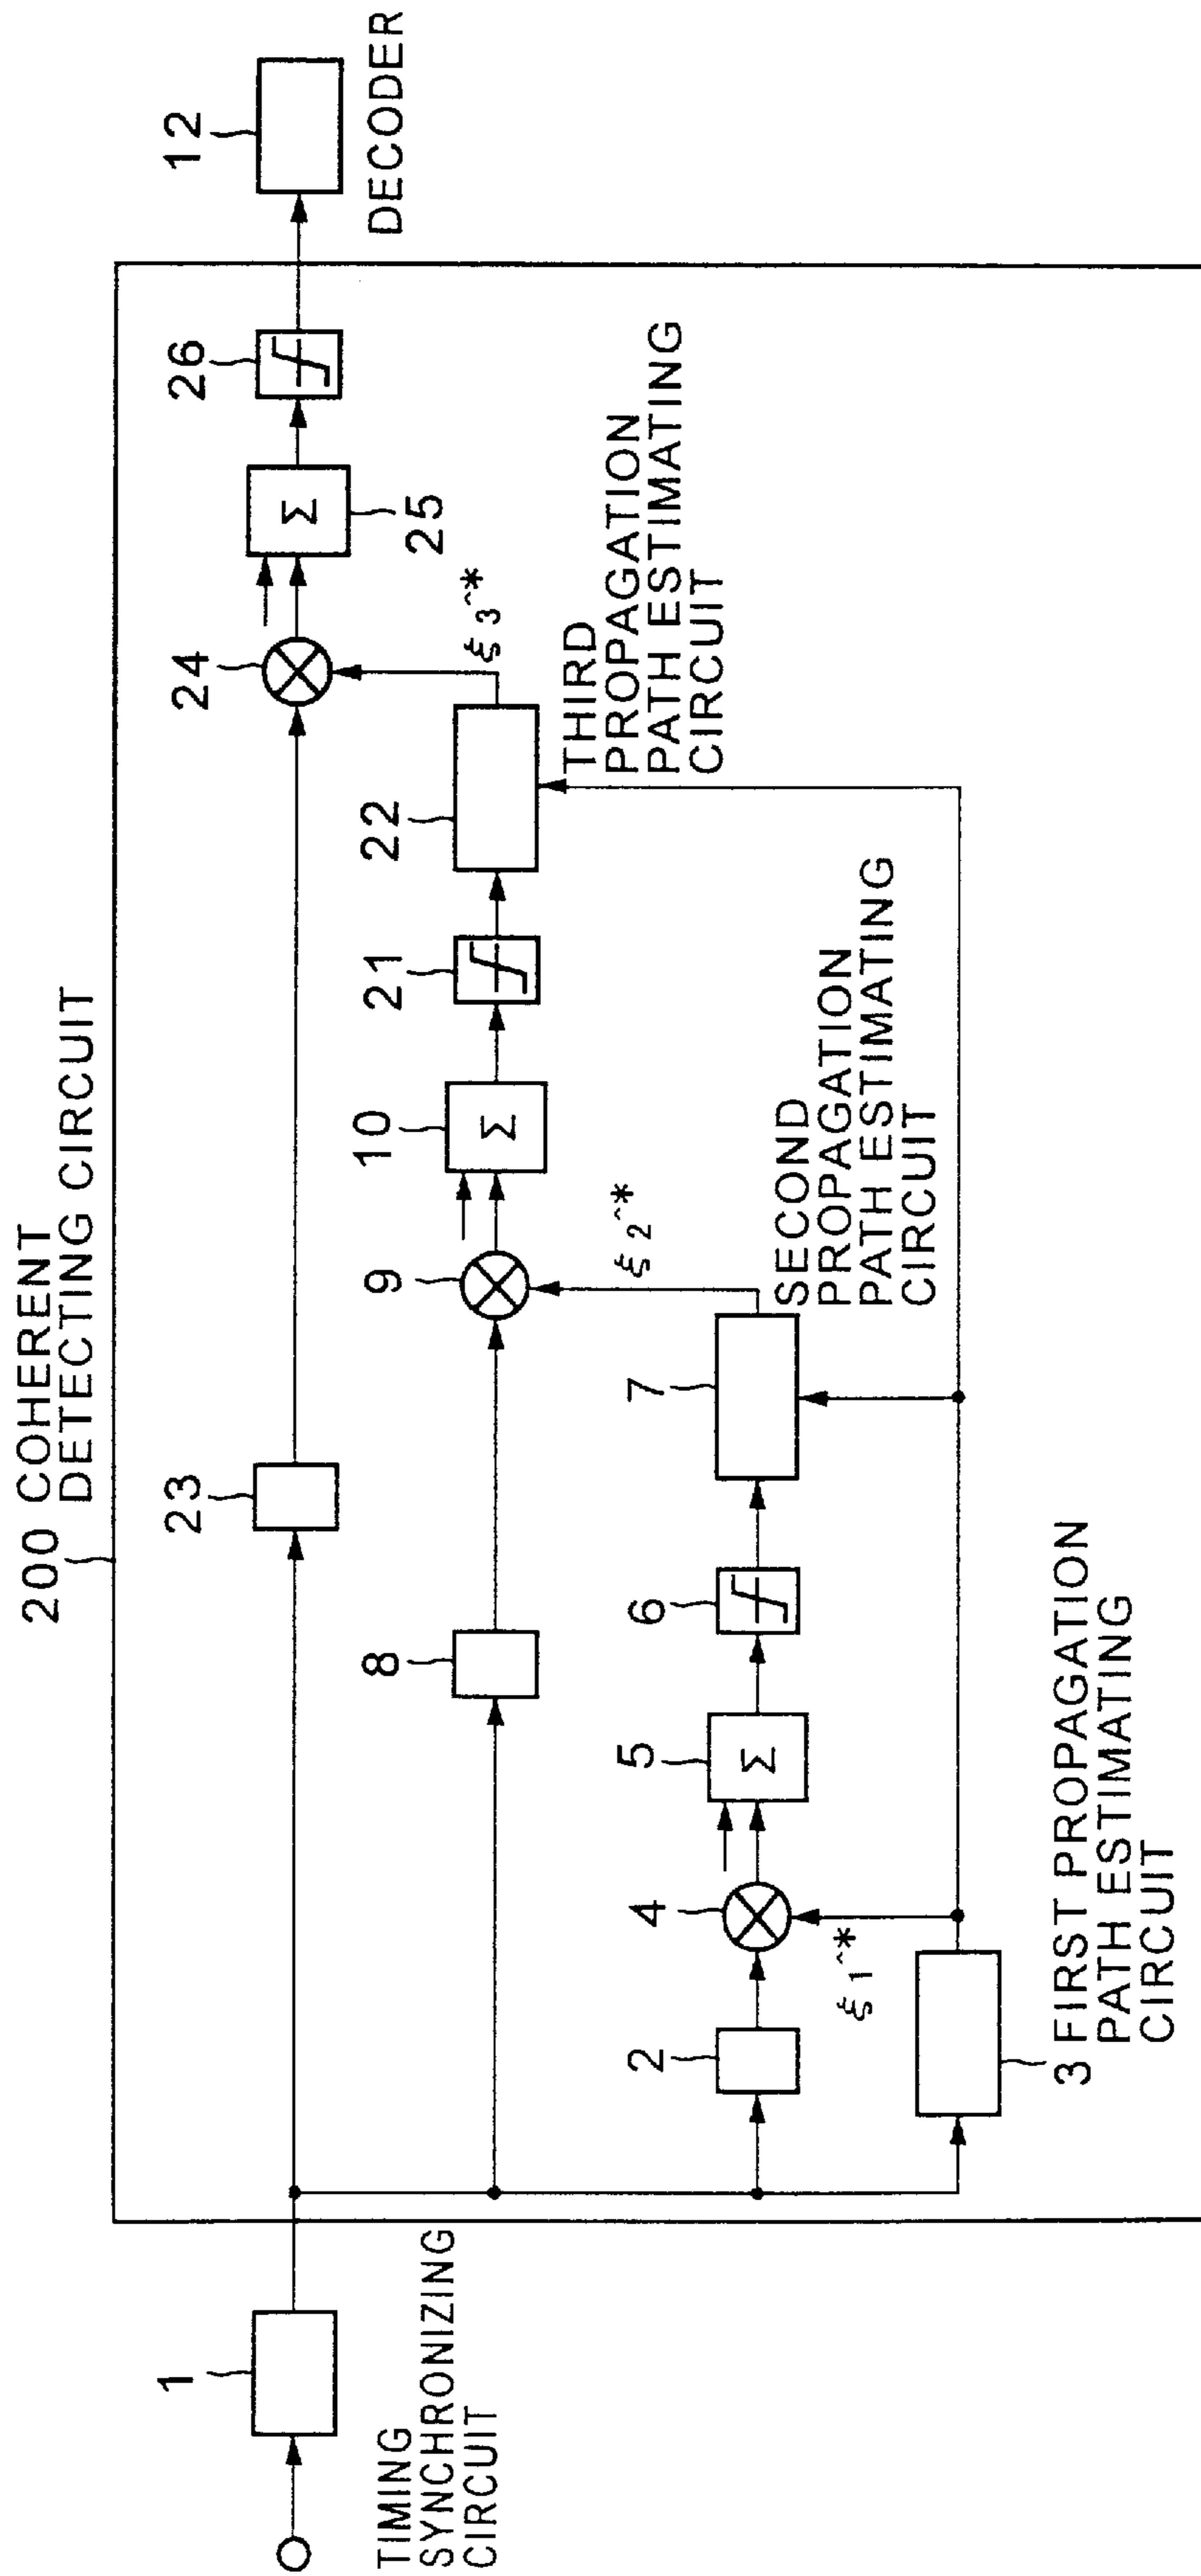 200 COHERENT
DETECTING CIRCUIT
1
TIMING
SYNCHRONIZING
CIRCUIT
23
24
Σ
25
26
12
DECODER
8
9
Σ
10
21
22
ξ3^*
THIRD
PROPAGATION
PATH ESTIMATING
CIRCUIT
2
4
ξ1^*
Σ
5
6
7
ξ2^*
SECOND
PROPAGATION
PATH ESTIMATING
CIRCUIT
3 FIRST PROPAGATION
PATH ESTIMATING
CIRCUIT